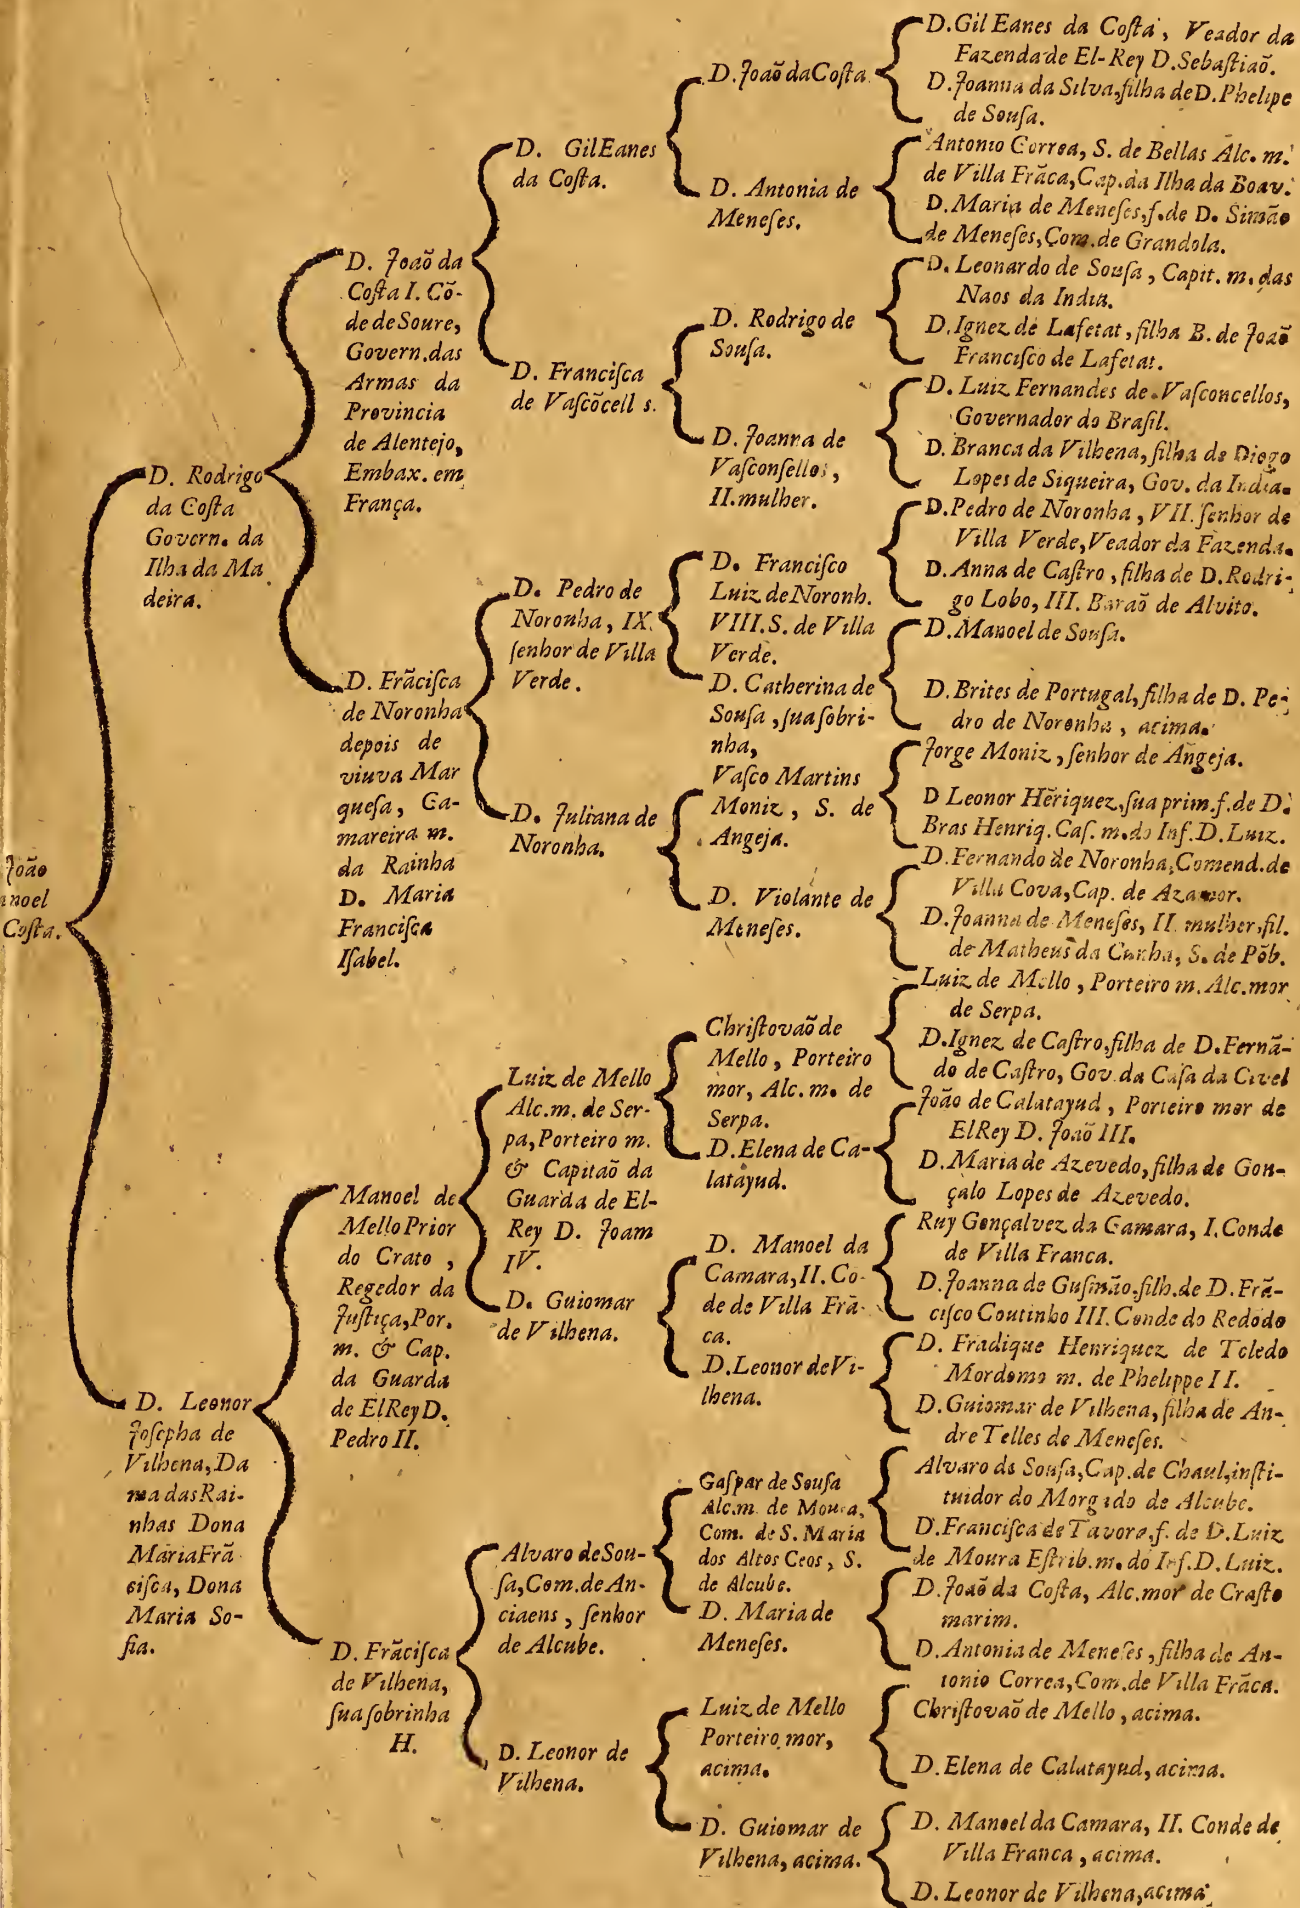 João
anoel
Costa.
D. Rodrigo
da Coſta
Govern. da
Ilha da Ma
deira.
D. Leonor
Joſepha de
Vilhena, Da
ma das Rai-
nhas Dona
Maria Frã
ciſca, Dona
Maria So-
fia.
D. Joaõ da
Coſta I. Cõ-
de de Soure,
Govern. das
Armas da
Provincia
de Alentejo,
Embax. em
França.
D. Frãciſca
de Noronha
depois de
viuva Mar
queſa, Ca-
mareira m.
da Rainha
D. Maria
Franciſca
Iſabel.
Manoel de
Mello Prior
do Crato,
Regedor da
Juſtiça, Por.
m. & Cap.
da Guarda
de ElRey D.
Pedro II.
D. Frãciſca
de Vilhena,
ſua ſobrinha
H.
D. Gil Eanes
da Coſta.
D. Franciſca
de Vaſcõcell s.
D. Pedro de
Noronha, IX.
ſenhor de Villa
Verde.
D. Juliana de
Noronha.
Luiz de Mello
Alc. m. de Ser-
pa, Porteiro m.
& Capitaõ da
Guarda de El-
Rey D. Joam
IV.
D. Guiomar
de Vilhena.
Alvaro de Sou-
ſa, Com. de An-
ciaens, ſenhor
de Alcube.
D. Leonor de
Vilhena.
D. Joaõ da Coſta.
D. Antonia de
Meneſes.
D. Rodrigo de
Souſa.
D. Joanna de
Vaſconſellos,
II. mulher.
D. Franciſco
Luiz de Noronh.
VIII. S. de Villa
Verde.
D. Catherina de
Souſa, ſua ſobri-
nha,
Vaſco Martins
Moniz, S. de
Angeja.
D. Violante de
Meneſes.
Chriſtovaõ de
Mello, Porteiro
mor, Alc. m. de
Serpa.
D. Elena de Ca-
latayud.
D. Manoel da
Camara, II. Co-
de de Villa Frã-
ca.
D. Leonor de Vi-
lhena.
Gaſpar de Souſa
Alc. m. de Moura,
Com. de S. Maria
dos Altos Ceos, S.
de Alcube.
D. Maria de
Meneſes.
Luiz de Mello
Porteiro mor,
acima.
D. Guiomar de
Vilhena, acima.
D. Gil Eanes da Coſta, Veador da
Fazenda de El-Rey D. Sebaſtiaõ.
D. Joanna da Silva, filha de D. Phelipe
de Souſa.
Antonio Correa, S. de Bellas Alc. m.
de Villa Frãca, Cap. da Ilha da Boav.
D. Maria de Meneſes, f. de D. Simão
de Meneſes, Com. de Grandola.
D. Leonardo de Souſa, Capit. m. das
Naos da India.
D. Ignez de Lafetat, filha B. de Joaõ
Franciſco de Lafetat.
D. Luiz Fernandes de Vaſconcellos,
Governador do Braſil.
D. Branca da Vilhena, filha de Diogo
Lopes de Siqueira, Gov. da India.
D. Pedro de Noronha, VII. ſenhor de
Villa Verde, Veador da Fazenda.
D. Anna de Caſtro, filha de D. Rodri-
go Lobo, III. Baraõ de Alvito.
D. Manoel de Souſa.
D. Brites de Portugal, filha de D. Pe-
dro de Noronha, acima.
Jorge Moniz, ſenhor de Angeja.
D Leonor Hẽriquez, ſua prim. f. de D.
Bras Henriq. Caſ. m. do Inf. D. Luiz.
D. Fernando de Noronha, Comend. de
Villa Cova, Cap. de Azamor.
D. Joanna de Meneſes, II. mulher, fil.
de Matheus da Cunha, S. de Põb.
Luiz de Mello, Porteiro m. Alc. mor
de Serpa.
D. Ignez de Caſtro, filha de D. Fernã-
do de Caſtro, Gov. da Caſa da Civel
João de Calatayud, Porteiro mor de
ElRey D. Joaõ III.
D. Maria de Azevedo, filha de Gon-
çalo Lopes de Azevedo.
Ruy Gonçalvez da Camara, I. Conde
de Villa Franca.
D. Joanna de Guſmão, filh. de D. Frã-
ciſco Coutinho III. Conde do Redodo
D. Fradique Henriquez de Toledo
Mordomo m. de Phelippe II.
D. Guiomar de Vilhena, filha de An-
dre Telles de Meneſes.
Alvaro de Souſa, Cap. de Chaul, inſti-
tuidor do Morgado de Alcube.
D. Franciſca de Tavora, f. de D. Luiz
de Moura Eſtrib. m. do Inf. D. Luiz.
D. Joaõ da Coſta, Alc. mor de Craſto
marim.
D. Antonia de Meneſes, filha de An-
tonio Correa, Com. de Villa Frãca.
Chriſtovaõ de Mello, acima.
D. Elena de Calatayud, acima.
D. Manoel da Camara, II. Conde de
Villa Franca, acima.
D. Leonor de Vilhena, acima.